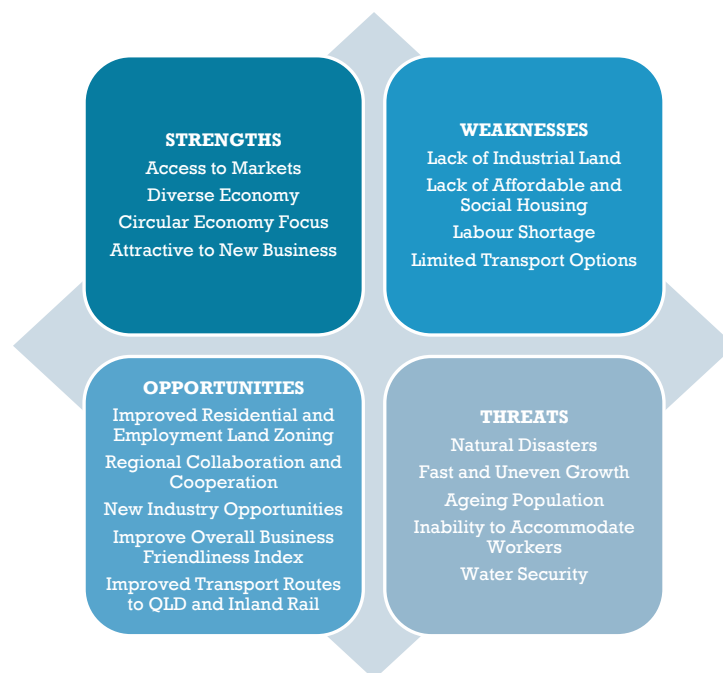 STRENGTHS
Access to Markets
Diverse Economy
Circular Economy Focus
Attractive to New Business
WEAKNESSES
Lack of Industrial Land
Lack of Affordable and
Social Housing
Labour Shortage
Limited Transport Options
OPPORTUNITIES
Improved Residential and
Employment Land Zoning
Regional Collaboration and
Cooperation
New Industry Opportunities
Improve Overall Business
Friendliness Index
Improved Transport Routes
to QLD and Inland Rail
THREATS
Natural Disasters
Fast and Uneven Growth
Ageing Population
Inability to Accommodate
Workers
Water Security